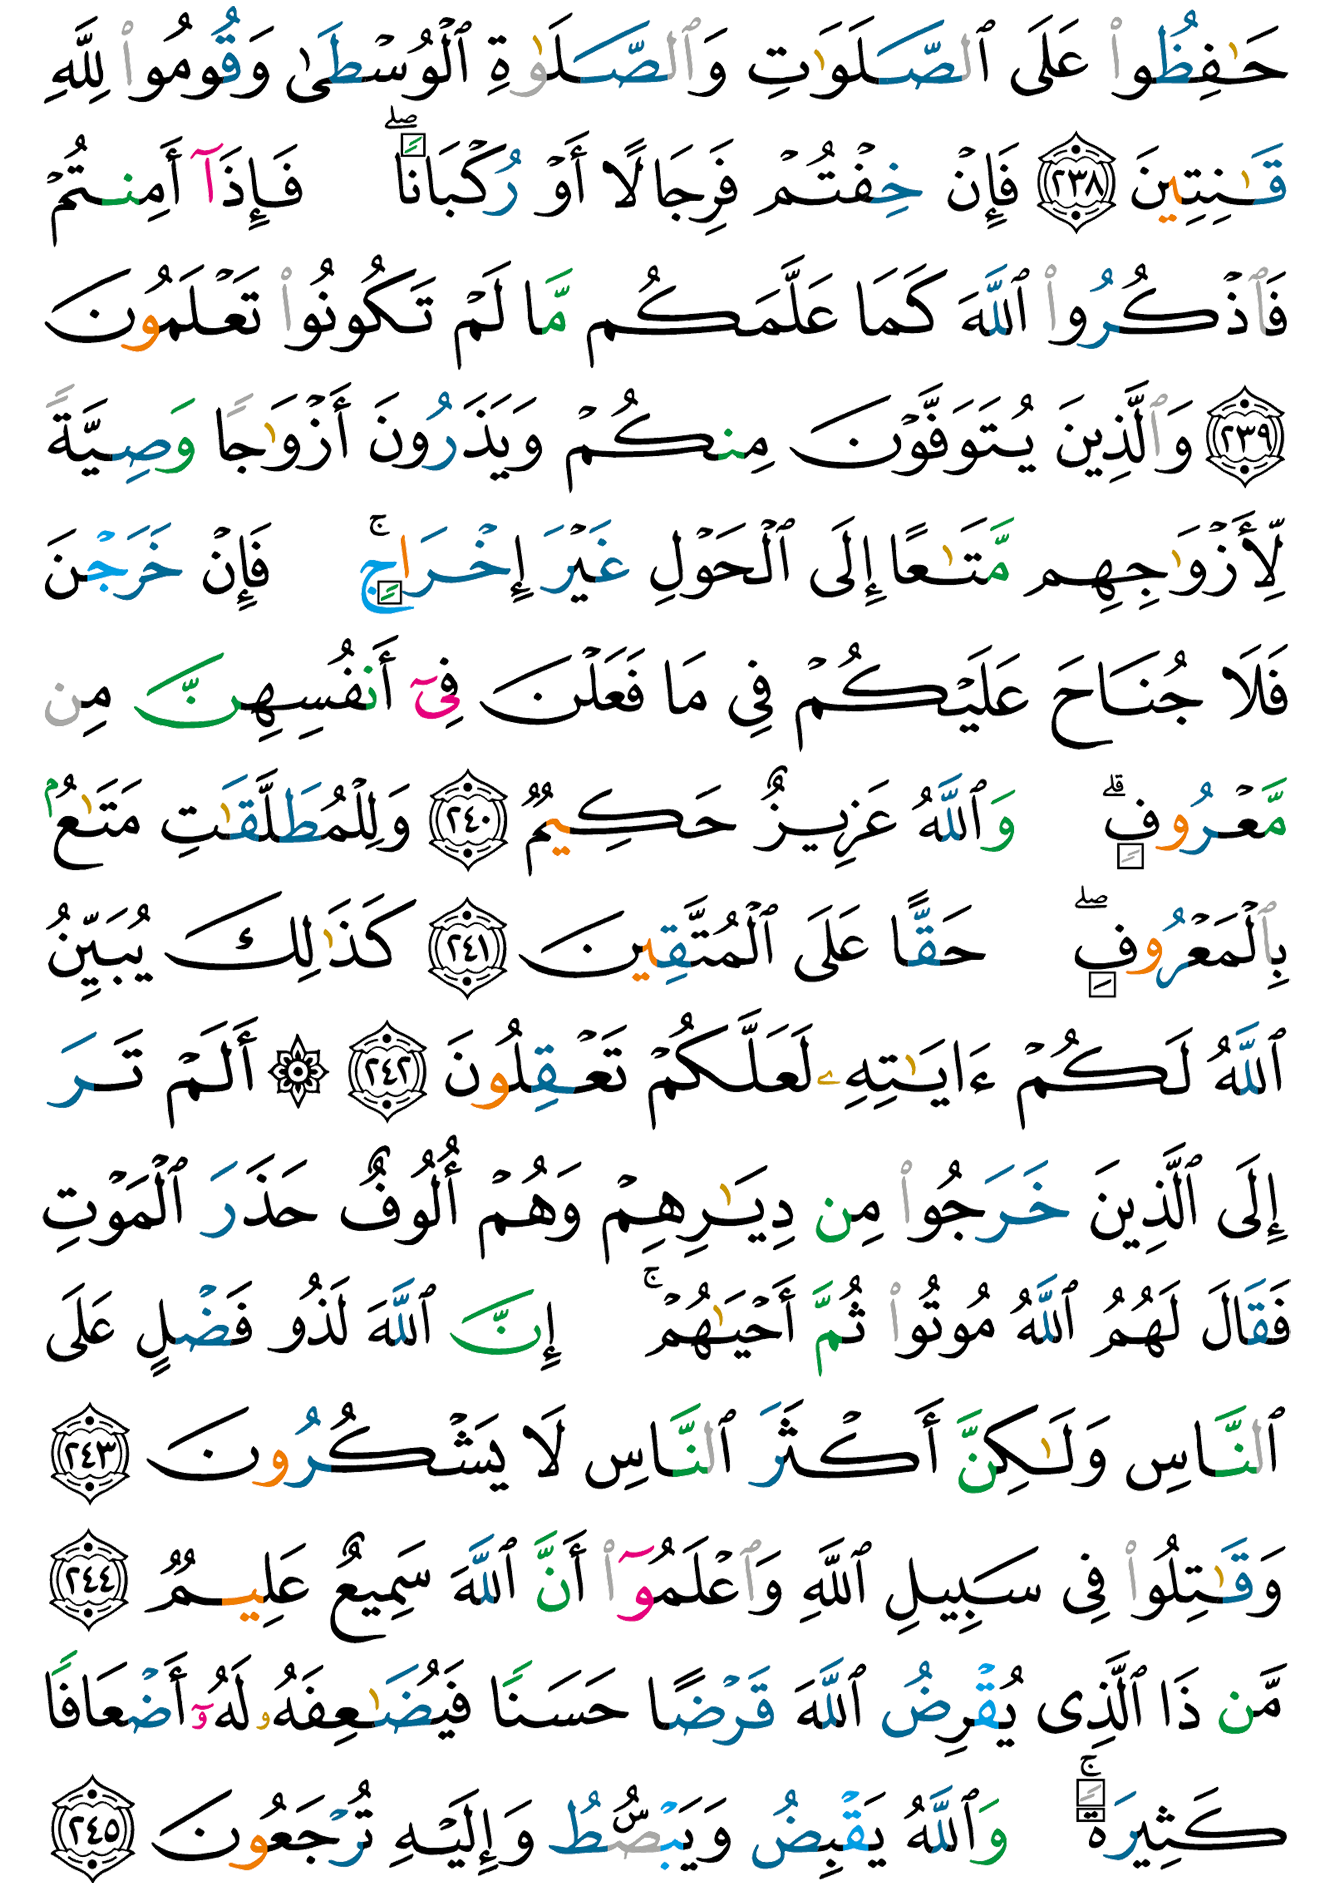 حَـٰفِظُوا۟ عَلَى ٱلصَّلَوَٰتِ وَٱلصَّلَوٰةِ ٱلْوُسْطَىٰ وَقُومُوا۟ لِلَّهِ
قَـٰنِتِينَ ٢٣٨ فَإِنْ خِفْتُمْ فَرِجَالًا أَوْ رُكْبَانًا ۖ فَإِذَآ أَمِنتُمْ
فَٱذْكُرُوا۟ ٱللَّهَ كَمَا عَلَّمَكُم مَّا لَمْ تَكُونُوا۟ تَعْلَمُونَ
٢٣٩ وَٱلَّذِينَ يُتَوَفَّوْنَ مِنكُمْ وَيَذَرُونَ أَزْوَٰجًا وَصِيَّةً
لِّأَزْوَٰجِهِم مَّتَـٰعًا إِلَى ٱلْحَوْلِ غَيْرَ إِخْرَاجٍ ۚ فَإِنْ خَرَجْنَ
فَلَا جُنَاحَ عَلَيْكُمْ فِى مَا فَعَلْنَ فِىٓ أَنفُسِهِنَّ مِن
مَّعْرُوفٍ ۗ وَٱللَّهُ عَزِيزٌ حَكِيمٌ ٢٤٠ وَلِلْمُطَلَّقَـٰتِ مَتَـٰعٌۢ
بِٱلْمَعْرُوفِ ۖ حَقًّا عَلَى ٱلْمُتَّقِينَ ٢٤١ كَذَٰلِكَ يُبَيِّنُ
ٱللَّهُ لَكُمْ ءَايَـٰتِهِۦ لَعَلَّكُمْ تَعْقِلُونَ ٢٤٢ ۞ أَلَمْ تَرَ
إِلَى ٱلَّذِينَ خَرَجُوا۟ مِن دِيَـٰرِهِمْ وَهُمْ أُلُوفٌ حَذَرَ ٱلْمَوْتِ
فَقَالَ لَهُمُ ٱللَّهُ مُوتُوا۟ ثُمَّ أَحْيَـٰهُمْ ۚ إِنَّ ٱللَّهَ لَذُو فَضْلٍ عَلَى
ٱلنَّاسِ وَلَـٰكِنَّ أَكْثَرَ ٱلنَّاسِ لَا يَشْكُرُونَ ٢٤٣
وَقَـٰتِلُوا۟ فِى سَبِيلِ ٱللَّهِ وَٱعْلَمُوٓا۟ أَنَّ ٱللَّهَ سَمِيعٌ عَلِيمٌ ٢٤٤
مَّن ذَا ٱلَّذِى يُقْرِضُ ٱللَّهَ قَرْضًا حَسَنًا فَيُضَـٰعِفَهُۥ لَهُۥٓ أَضْعَافًا
كَثِيرَةً ۚ وَٱللَّهُ يَقْبِضُ وَيَبْصُۜطُ وَإِلَيْهِ تُرْجَعُونَ ٢٤٥